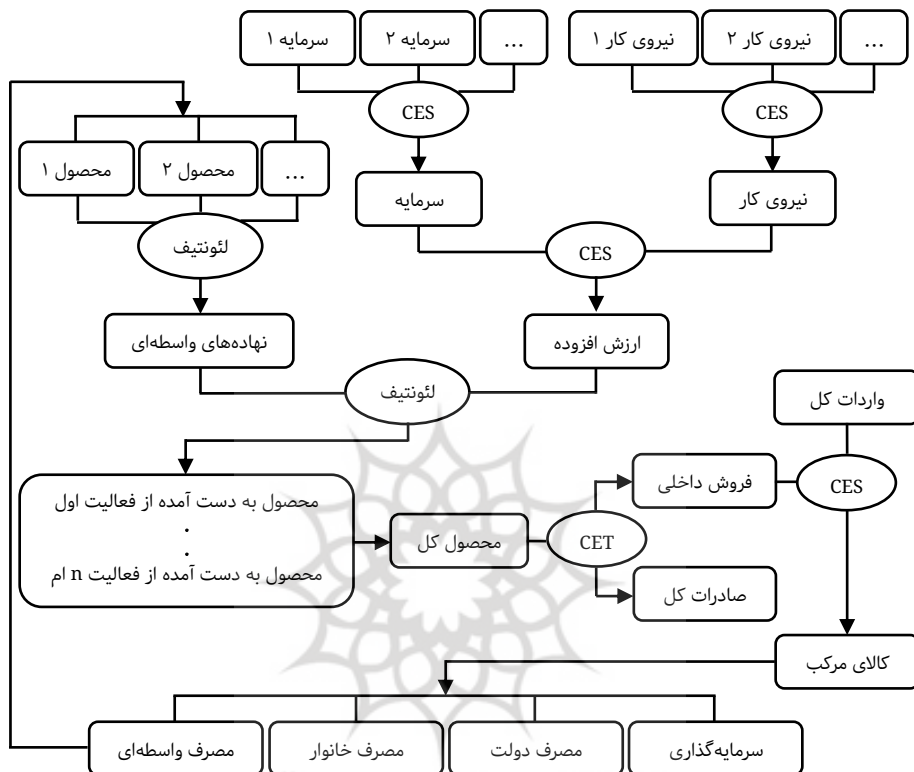 سرمایه ۱
سرمایه ۲
...
نیروی کار ۱
نیروی کار ۲
...
CES
CES
محصول ۱
محصول ۲
...
سرمایه
نیروی کار
لئونتیف
CES
نهاده‌های واسطه‌ای
ارزش افزوده
لئونتیف
واردات کل
محصول به دست آمده از فعالیت اول
.
.
محصول به دست آمده از فعالیت n ام
محصول کل
CET
فروش داخلی
CES
صادرات کل
کالای مرکب
مصرف واسطه‌ای
مصرف خانوار
مصرف دولت
سرمایه‌گذاری